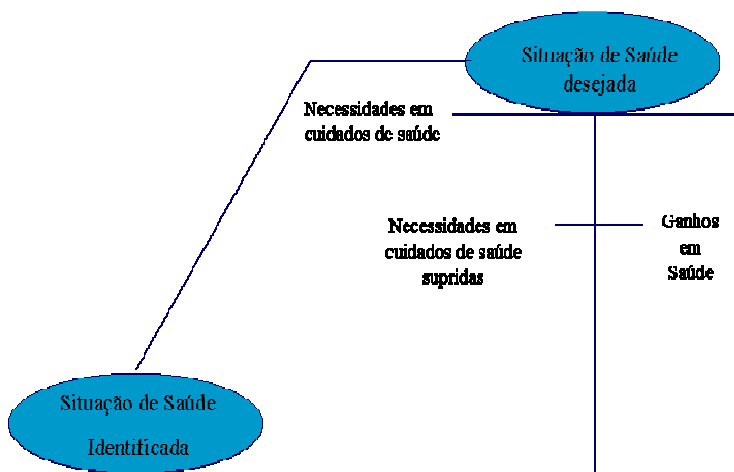 Situação de Saúde
desejada
Necessidades em
cuidados de saúde
Necessidades em
cuidados de saúde
supridas
Ganhos
em
Saúde
Situação de Saúde
Identificada